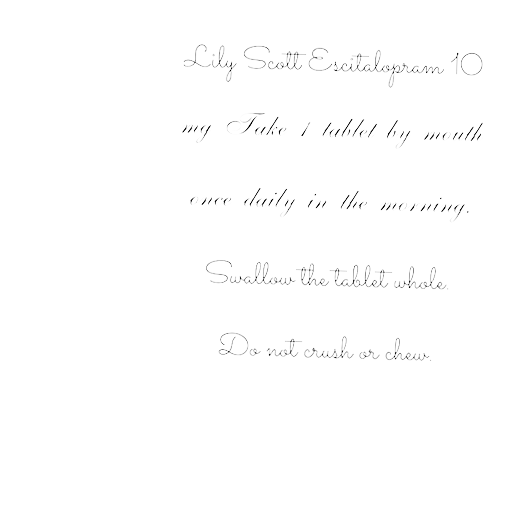 Lily Scott Escitalopram 10
mg Take 1 tablet by mouth
once daily in the morning.
Swallow the tablet whole.
Do not crush or chew.